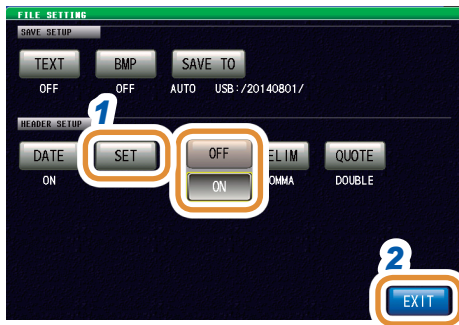 FILE SETTING
SAVE SETUP
TEXT BMP SAVE TO
OFF OFF AUTO USB:/20140801/
1
HEADER SETUP
DATE SET OFF ELIM QUOTE
ON ON OMMA DOUBLE
2
EXIT